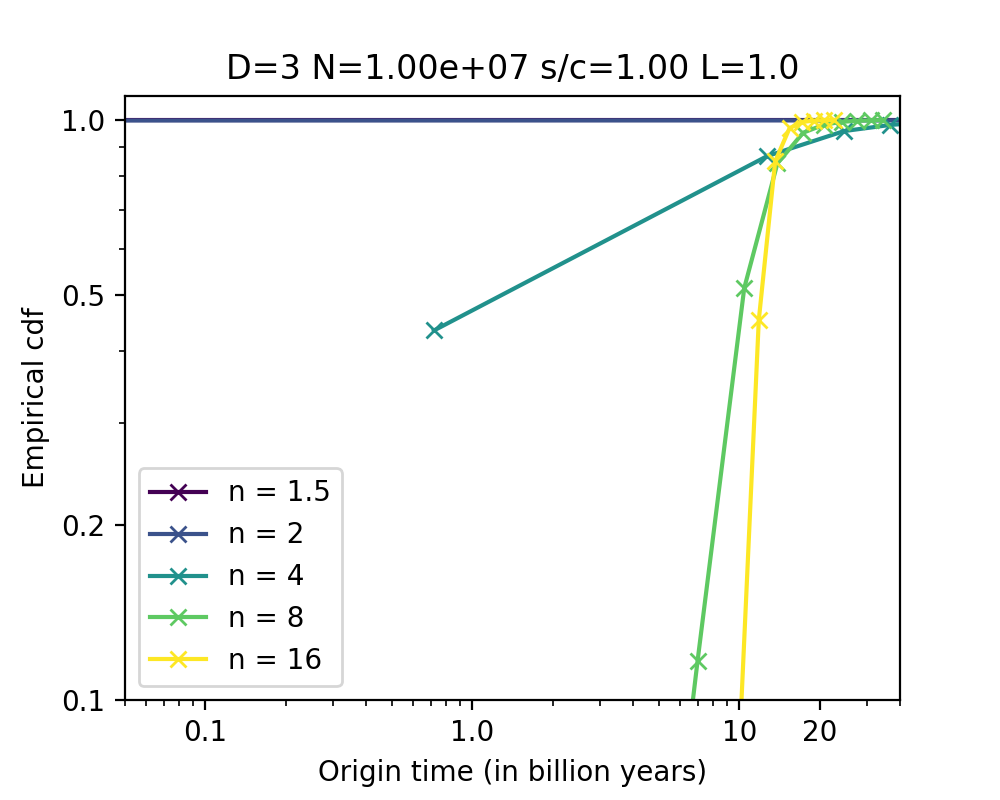 D=3 N=1.00e+07 s/c=1.00 L=1.0
Empirical cdf
1.0
0.5
0.2
0.1
n = 1.5
n = 2
n = 4
n = 8
n = 16
0.1 1.0 10 20
Origin time (in billion years)